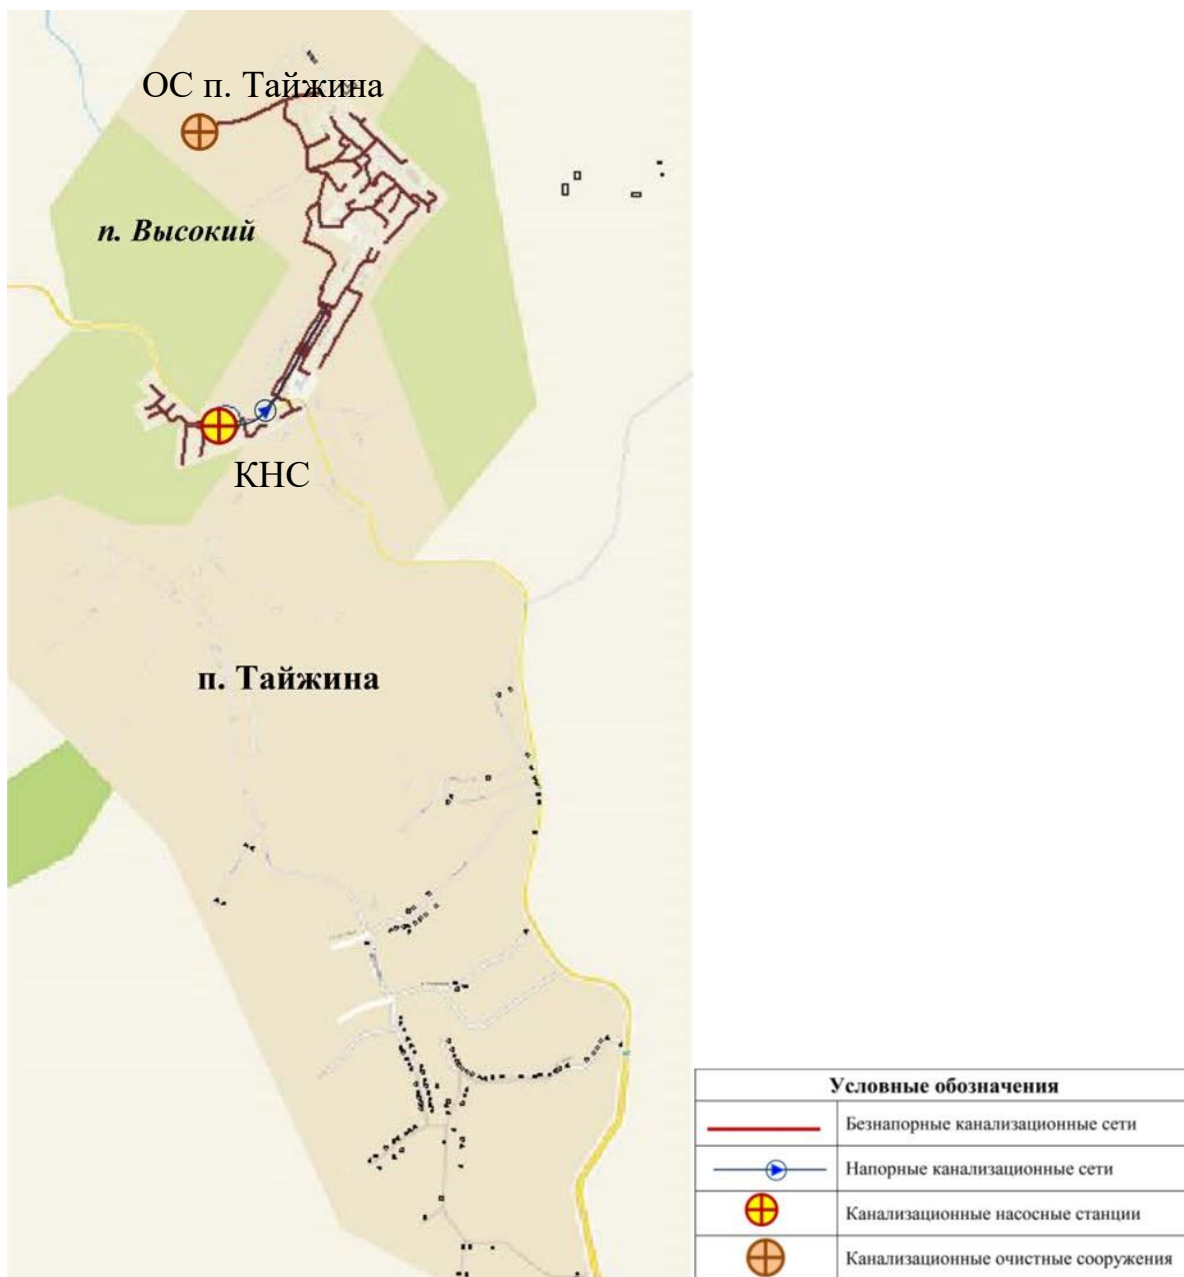 ОС п. Тайжина
п. Высокий
КНС
п. Тайжина
Условные обозначения
Безнапорные канализационные сети
Напорные канализационные сети
Канализационные насосные станции
Канализационные очистные сооружения